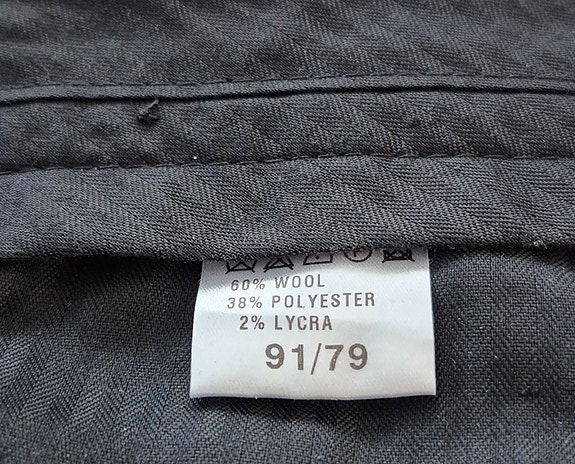 60% WOOL
38% POLYESTER
2% LYCRA
91/79